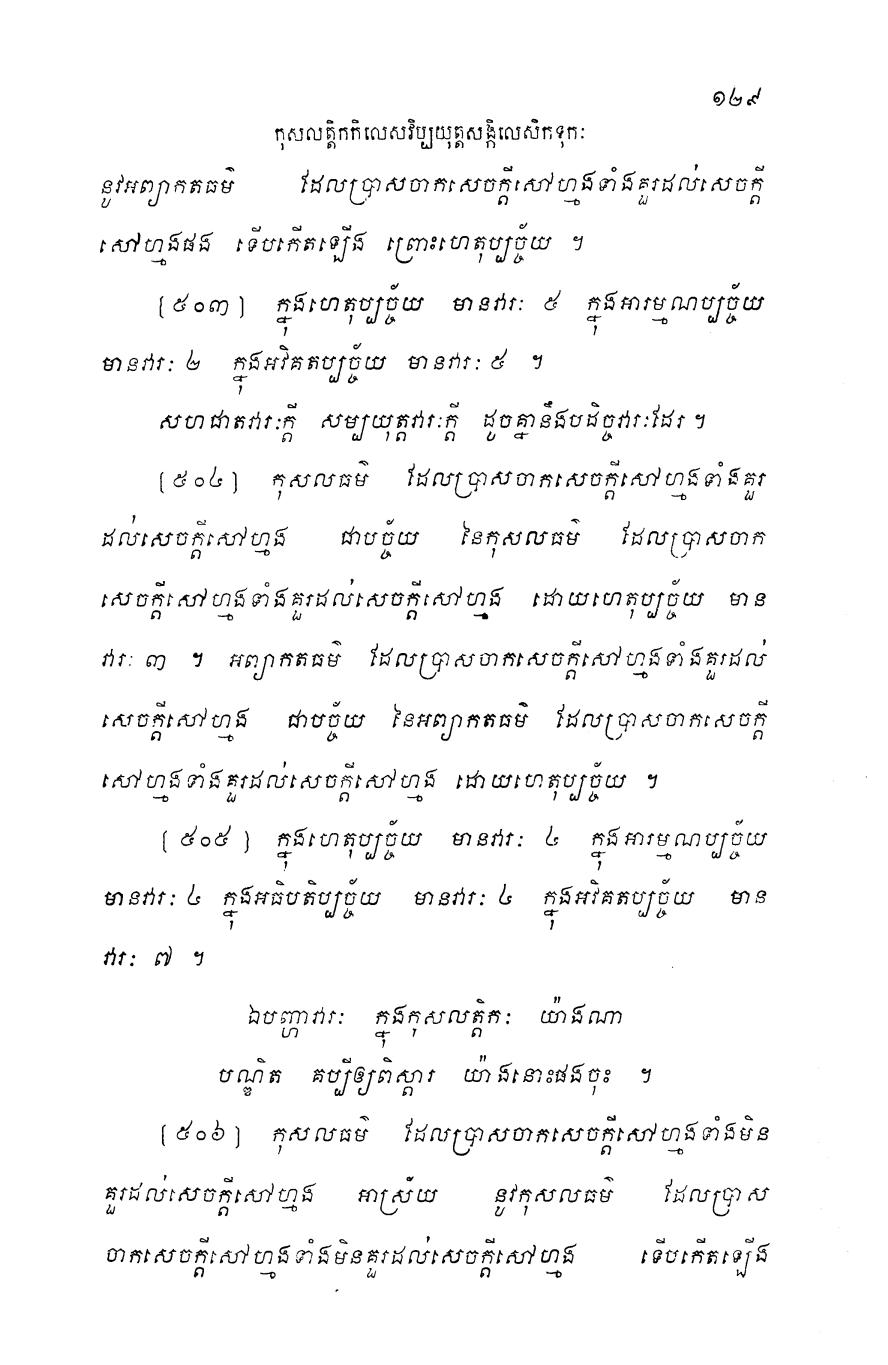 ១២៩
កុសលត្តិកកិលេសវិប្បយុត្តសង្កិលេសិកទុកៈ
នូវអព្យាកតធម៌ ដែលប្រាសចាកសេចក្តីសៅហ្មងទាំងគួរដល់សេចក្តី
សៅហ្មងផង ទើបកើតឡើង ព្រោះហេតុប្បច្ច័យ ។
[៥០៣] ក្នុងហេតុប្បច្ច័យ មានវារៈ ៥ ក្នុងអារម្មណប្បច្ច័យ
មានវារៈ ២ ក្នុងអវិគតប្បច្ច័យ មានវារៈ ៥ ។
សហជាតវារៈក្តី សម្បយុត្តវារៈក្តី ដូចគ្នានឹងបដិច្ចវារៈដែរ ។
[៥០៤] កុសលធម៌ ដែលប្រាសចាកសេចក្តីសៅហ្មងទាំងគួរ
ដល់សេចក្តីសៅហ្មង ជាបច្ច័យ នៃកុសលធម៌ ដែលប្រាសចាក
សេចក្តីសៅហ្មងទាំងគួរដល់សេចក្តីសៅហ្មង ដោយហេតុប្បច្ច័យ មាន
វារៈ ៣ ។ អព្យាកតធម៌ ដែលប្រាសចាកសេចក្តីសៅហ្មងទាំងគួរដល់
សេចក្តីសៅហ្មង ជាបច្ច័យ នៃអព្យាកតធម៌ ដែលប្រាសចាកសេចក្តី
សៅហ្មងទាំងគួរដល់សេចក្តីសៅហ្មង ដោយហេតុប្បច្ច័យ ។
[៥០៥] ក្នុងហេតុប្បច្ច័យ មានវារៈ ៤ ក្នុងអារម្មណប្បច្ច័យ
មានវារៈ ៤ ក្នុងអធិបតិប្បច្ច័យ មានវារៈ ៤ ក្នុងអវិគតប្បច្ច័យ មាន
វារៈ ៧ ។
ឯបញ្ហាវារៈ ក្នុងកុសលត្តិកៈ យ៉ាងណា
បណ្ឌិត គប្បីឲ្យពិស្តារ យ៉ាងនោះផងចុះ ។
[៥០៦] កុសលធម៌ ដែលប្រាសចាកសេចក្តីសៅហ្មងទាំងមិន
គួរដល់សេចក្តីសៅហ្មង អាស្រ័យ នូវកុសលធម៌ ដែលប្រាស
ចាកសេចក្តីសៅហ្មងទាំងមិនគួរដល់សេចក្តីសៅហ្មង ទើបកើតឡើង